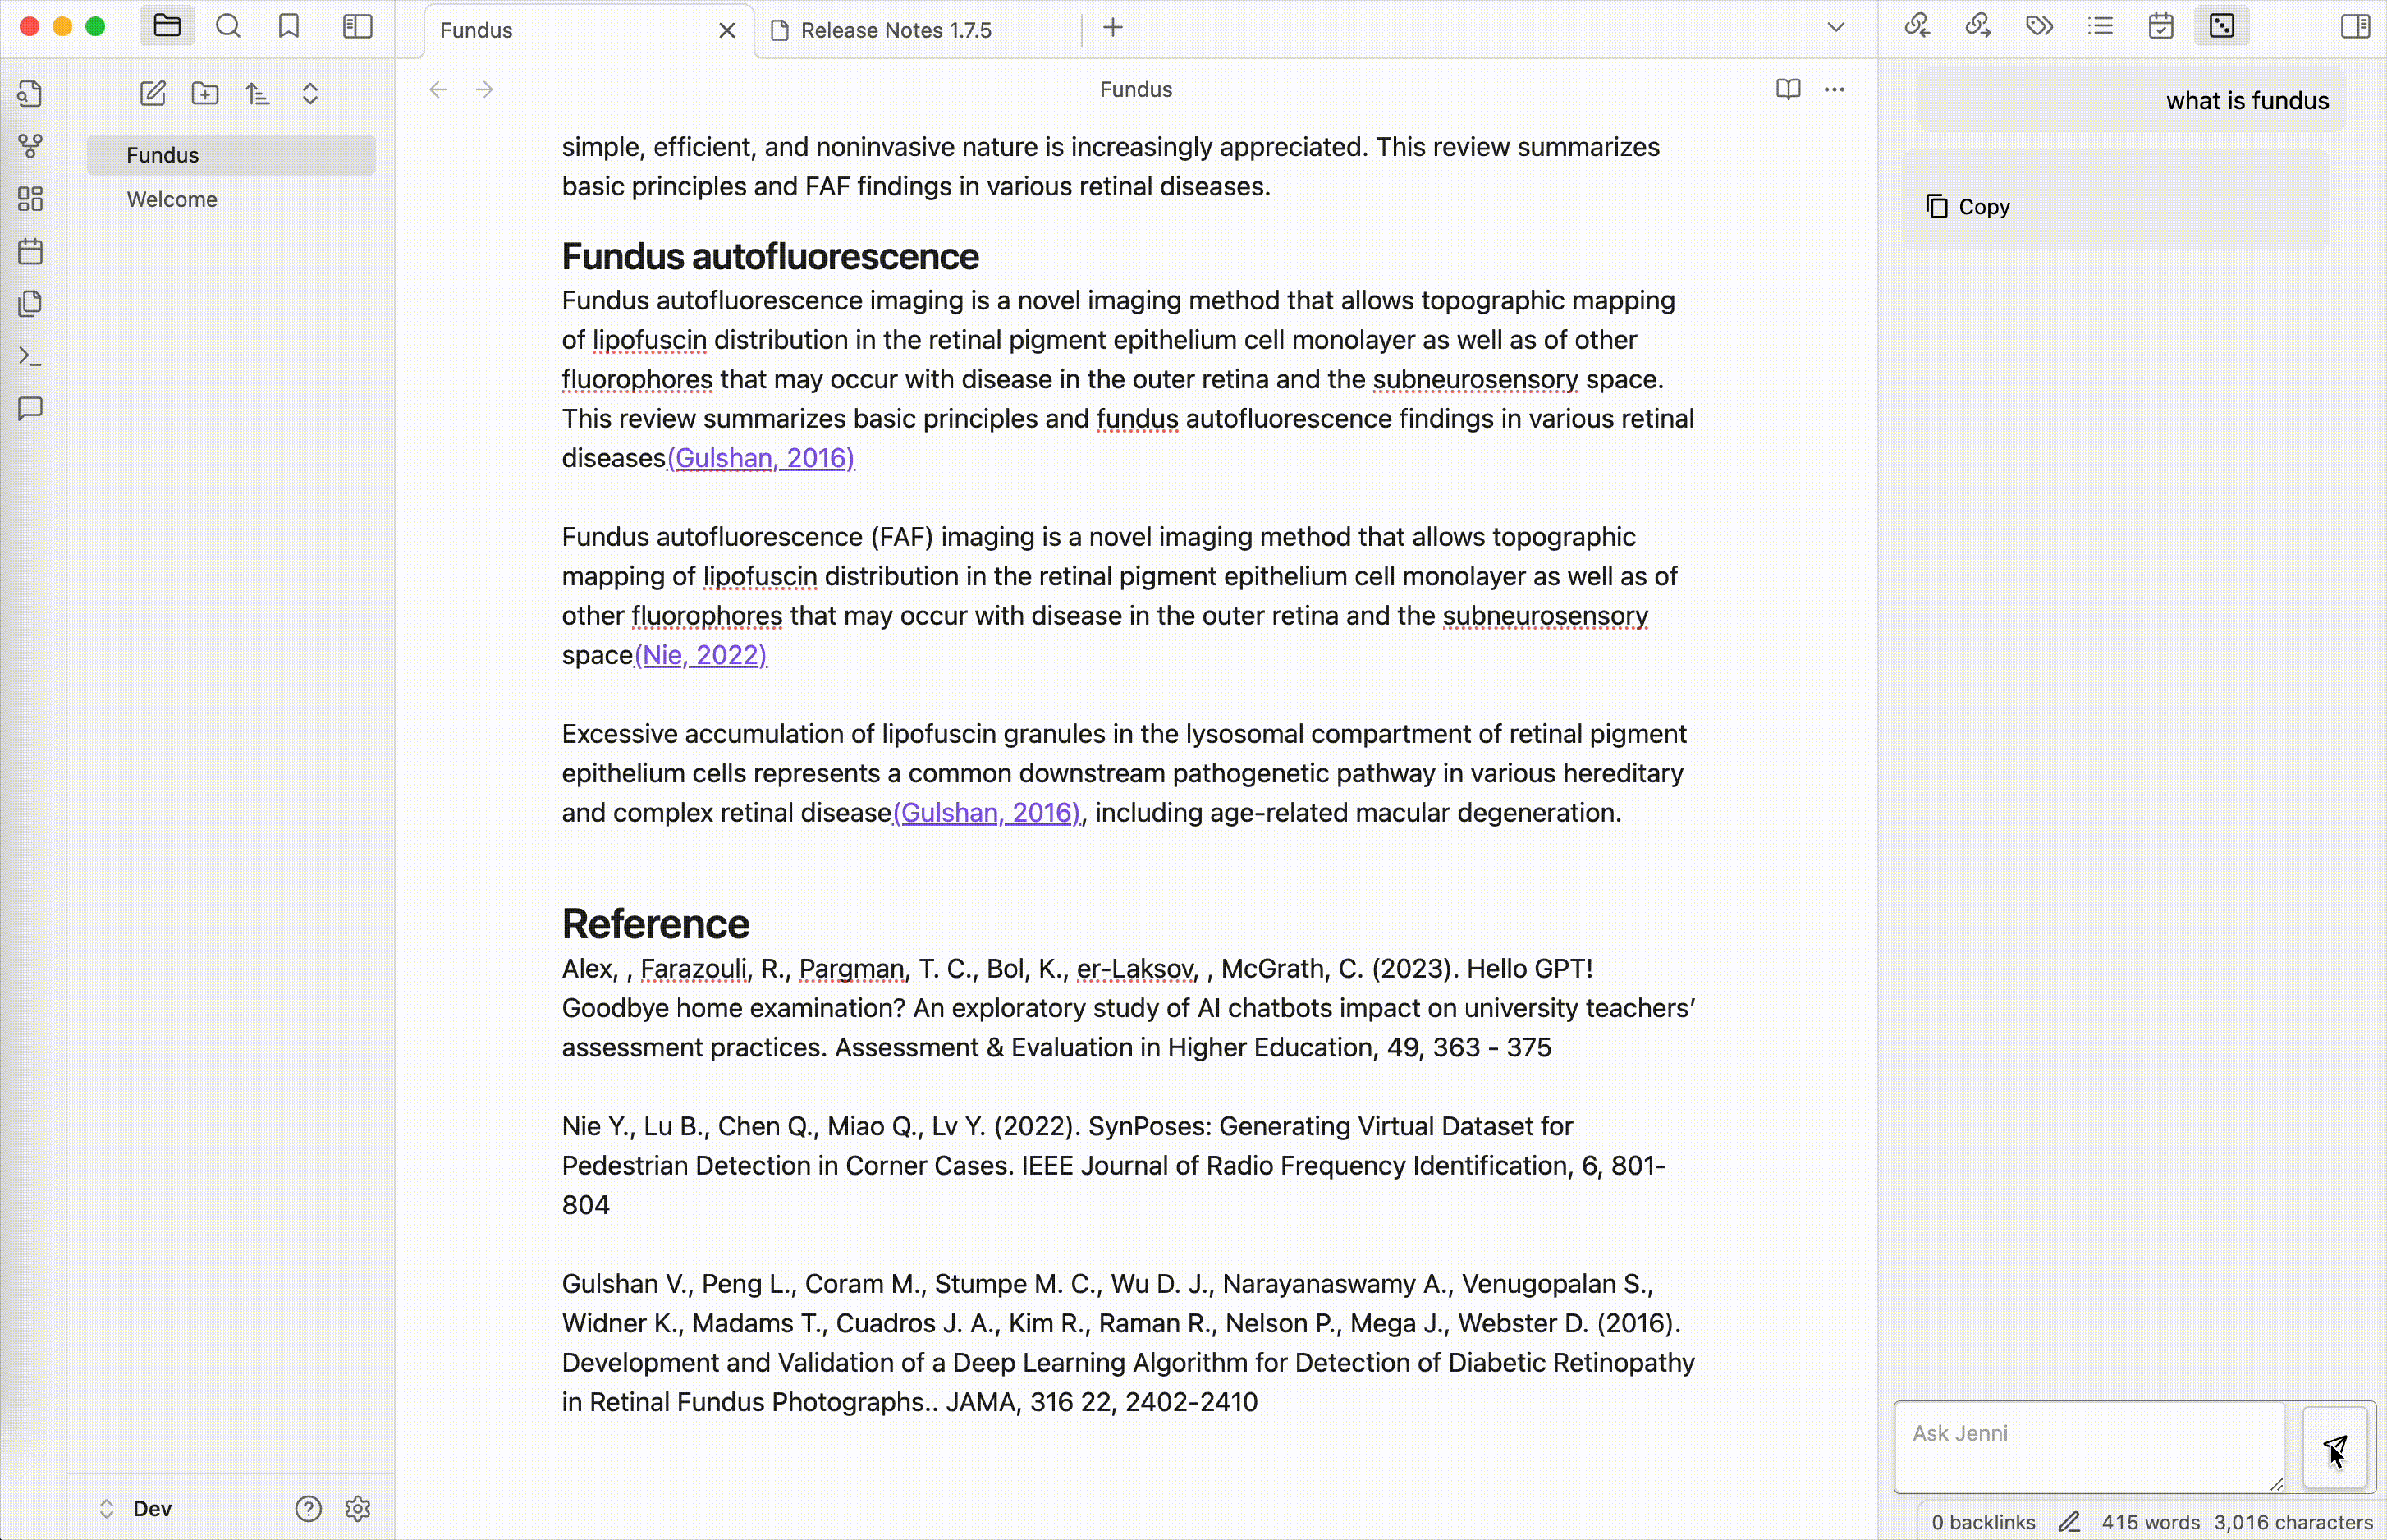 Fundus
Release Notes 1.7.5
Fundus
Welcome
Dev
Fundus
simple, efficient, and noninvasive nature is increasingly appreciated. This review summarizes
basic principles and FAF findings in various retinal diseases.
Fundus autofluorescence
Fundus autofluorescence imaging is a novel imaging method that allows topographic mapping
of lipofuscin distribution in the retinal pigment epithelium cell monolayer as well as of other
fluorophores that may occur with disease in the outer retina and the subneurosensory space.
This review summarizes basic principles and fundus autofluorescence findings in various retinal
diseases(Gulshan, 2016)
Fundus autofluorescence (FAF) imaging is a novel imaging method that allows topographic
mapping of lipofuscin distribution in the retinal pigment epithelium cell monolayer as well as of
other fluorophores that may occur with disease in the outer retina and the subneurosensory
space(Nie, 2022)
Excessive accumulation of lipofuscin granules in the lysosomal compartment of retinal pigment
epithelium cells represents a common downstream pathogenetic pathway in various hereditary
and complex retinal disease(Gulshan, 2016), including age-related macular degeneration.
Reference
Alex, , Farazouli, R., Pargman, T. C., Bol, K., er-Laksov, , McGrath, C. (2023). Hello GPT!
Goodbye home examination? An exploratory study of AI chatbots impact on university teachers’
assessment practices. Assessment & Evaluation in Higher Education, 49, 363 - 375
Nie Y., Lu B., Chen Q., Miao Q., Lv Y. (2022). SynPoses: Generating Virtual Dataset for
Pedestrian Detection in Corner Cases. IEEE Journal of Radio Frequency Identification, 6, 801-
804
Gulshan V., Peng L., Coram M., Stumpe M. C., Wu D. J., Narayanaswamy A., Venugopalan S.,
Widner K., Madams T., Cuadros J. A., Kim R., Raman R., Nelson P., Mega J., Webster D. (2016).
Development and Validation of a Deep Learning Algorithm for Detection of Diabetic Retinopathy
in Retinal Fundus Photographs.. JAMA, 316 22, 2402-2410
what is fundus
Copy
Ask Jenni
0 backlinks 415 words 3,016 characters